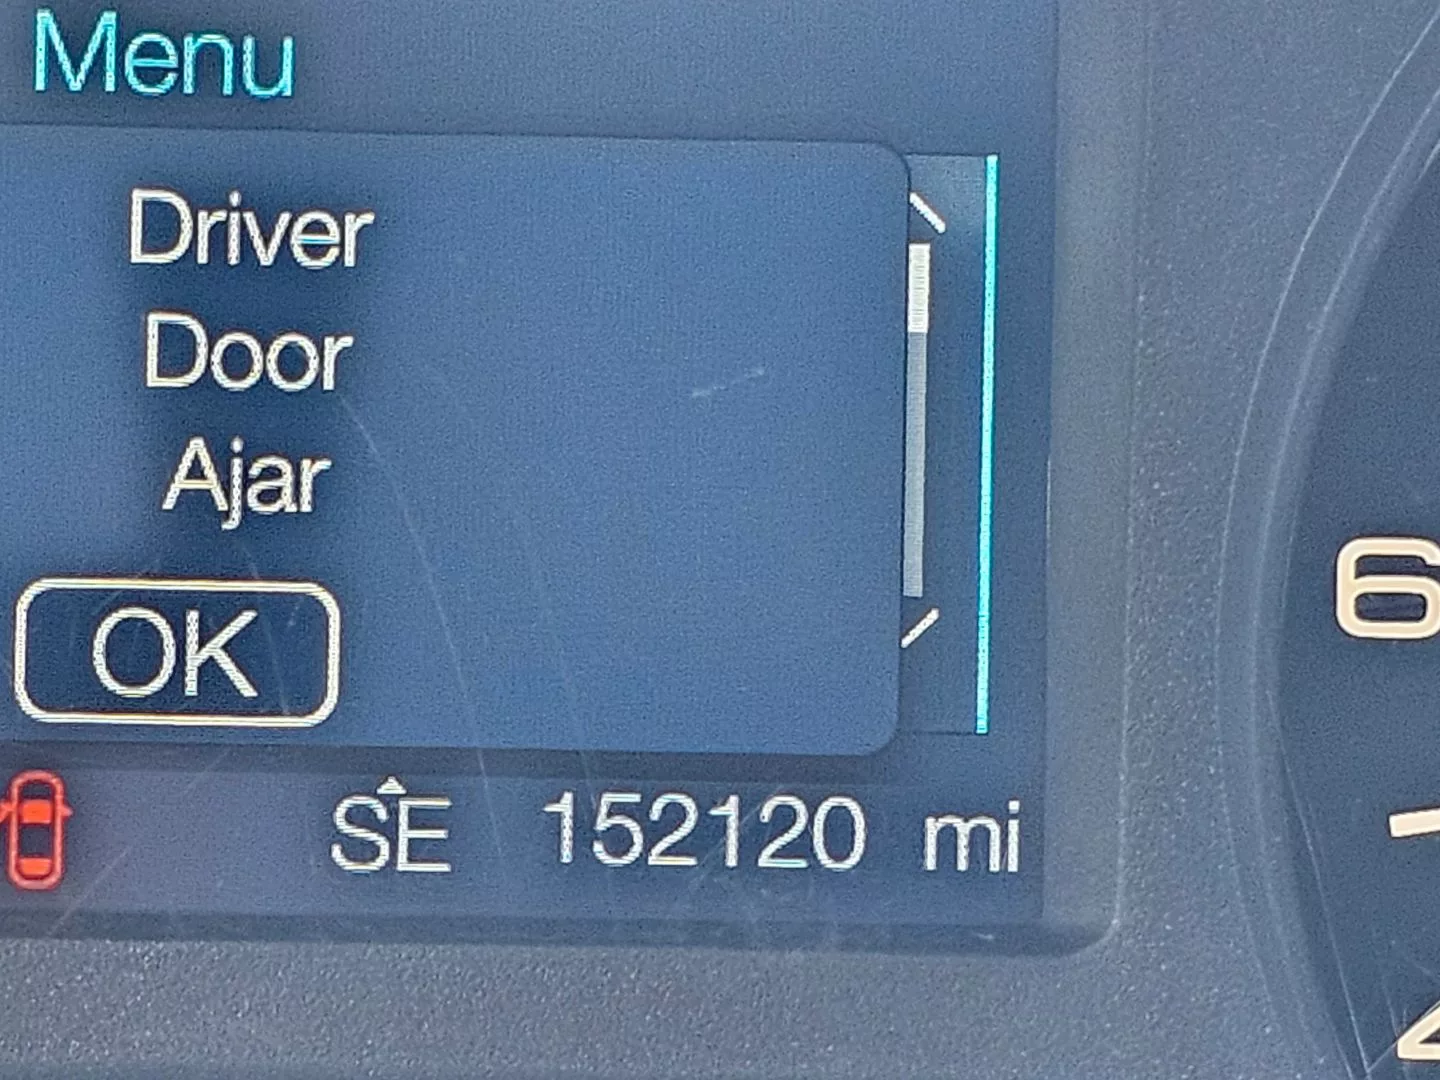 Menu
Driver
Door
Ajar
OK
SE 152120 mi
6